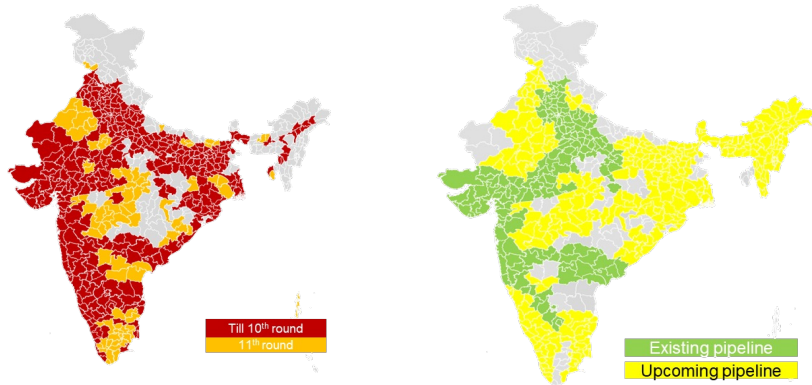 Till 10th round
11th round
Existing pipeline
Upcoming pipeline